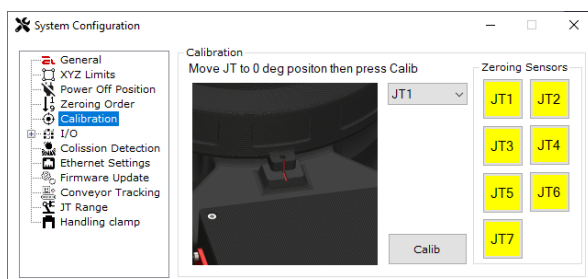 System Configuration
General
XYZ Limits
Power Off Position
Zeroing Order
Calibration
I/O
Colission Detection
Ethernet Settings
Firmware Update
Conveyor Tracking
JT Range
Handling clamp
Calibration
Move JT to 0 deg positon then press Calib
JT1
Calib
Zeroing Sensors
JT1 JT2
JT3 JT4
JT5 JT6
JT7